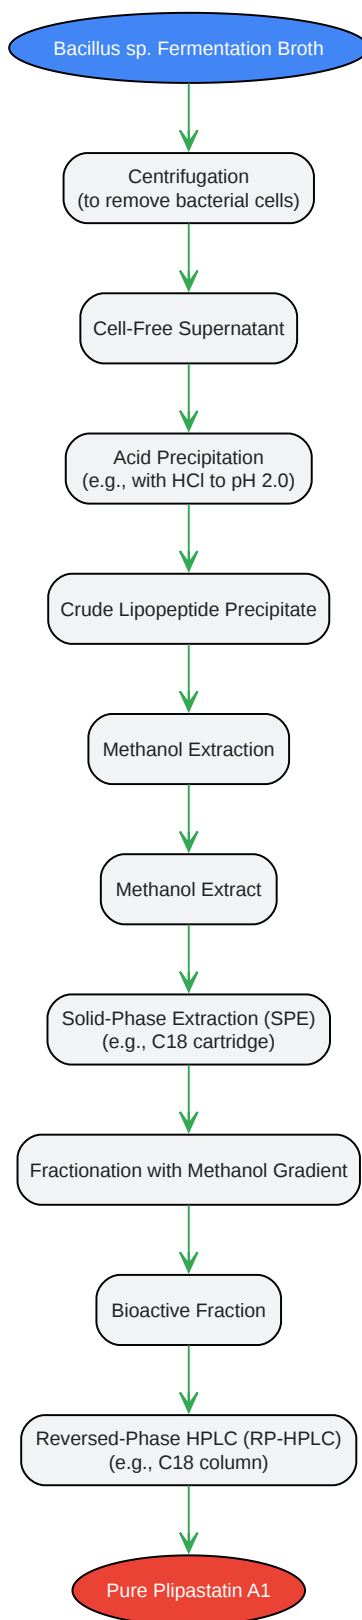 Bacillus sp. Fermentation Broth
Centrifugation
(to remove bacterial cells)
Cell-Free Supernatant
Acid Precipitation
(e.g., with HCl to pH 2.0)
Crude Lipopeptide Precipitate
Methanol Extraction
Methanol Extract
Solid-Phase Extraction (SPE)
(e.g., C18 cartridge)
Fractionation with Methanol Gradient
Bioactive Fraction
Reversed-Phase HPLC (RP-HPLC)
(e.g., C18 column)
Pure Plipastatin A1